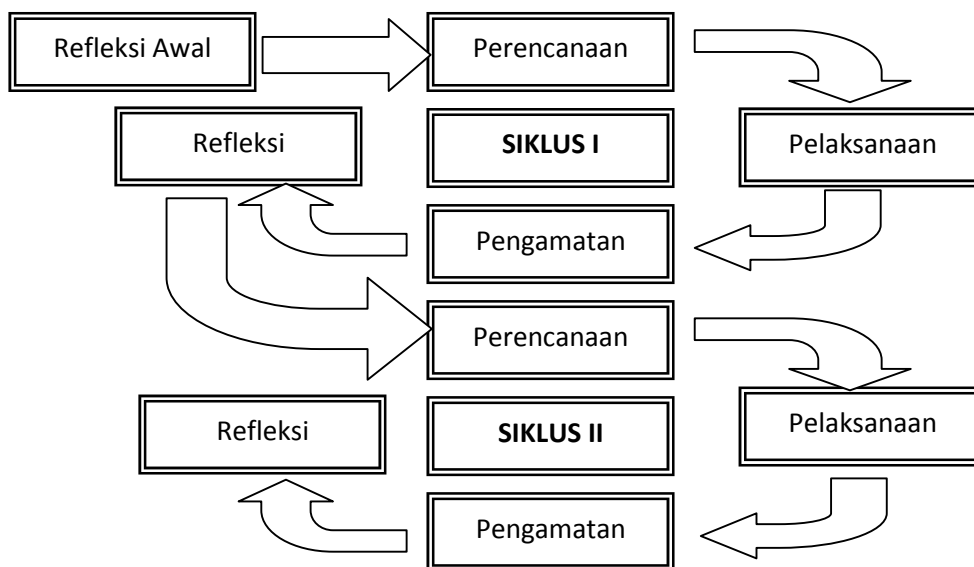 Refleksi Awal
Perencanaan
Refleksi
SIKLUS I
Pelaksanaan
Pengamatan
Perencanaan
Refleksi
SIKLUS II
Pelaksanaan
Pengamatan